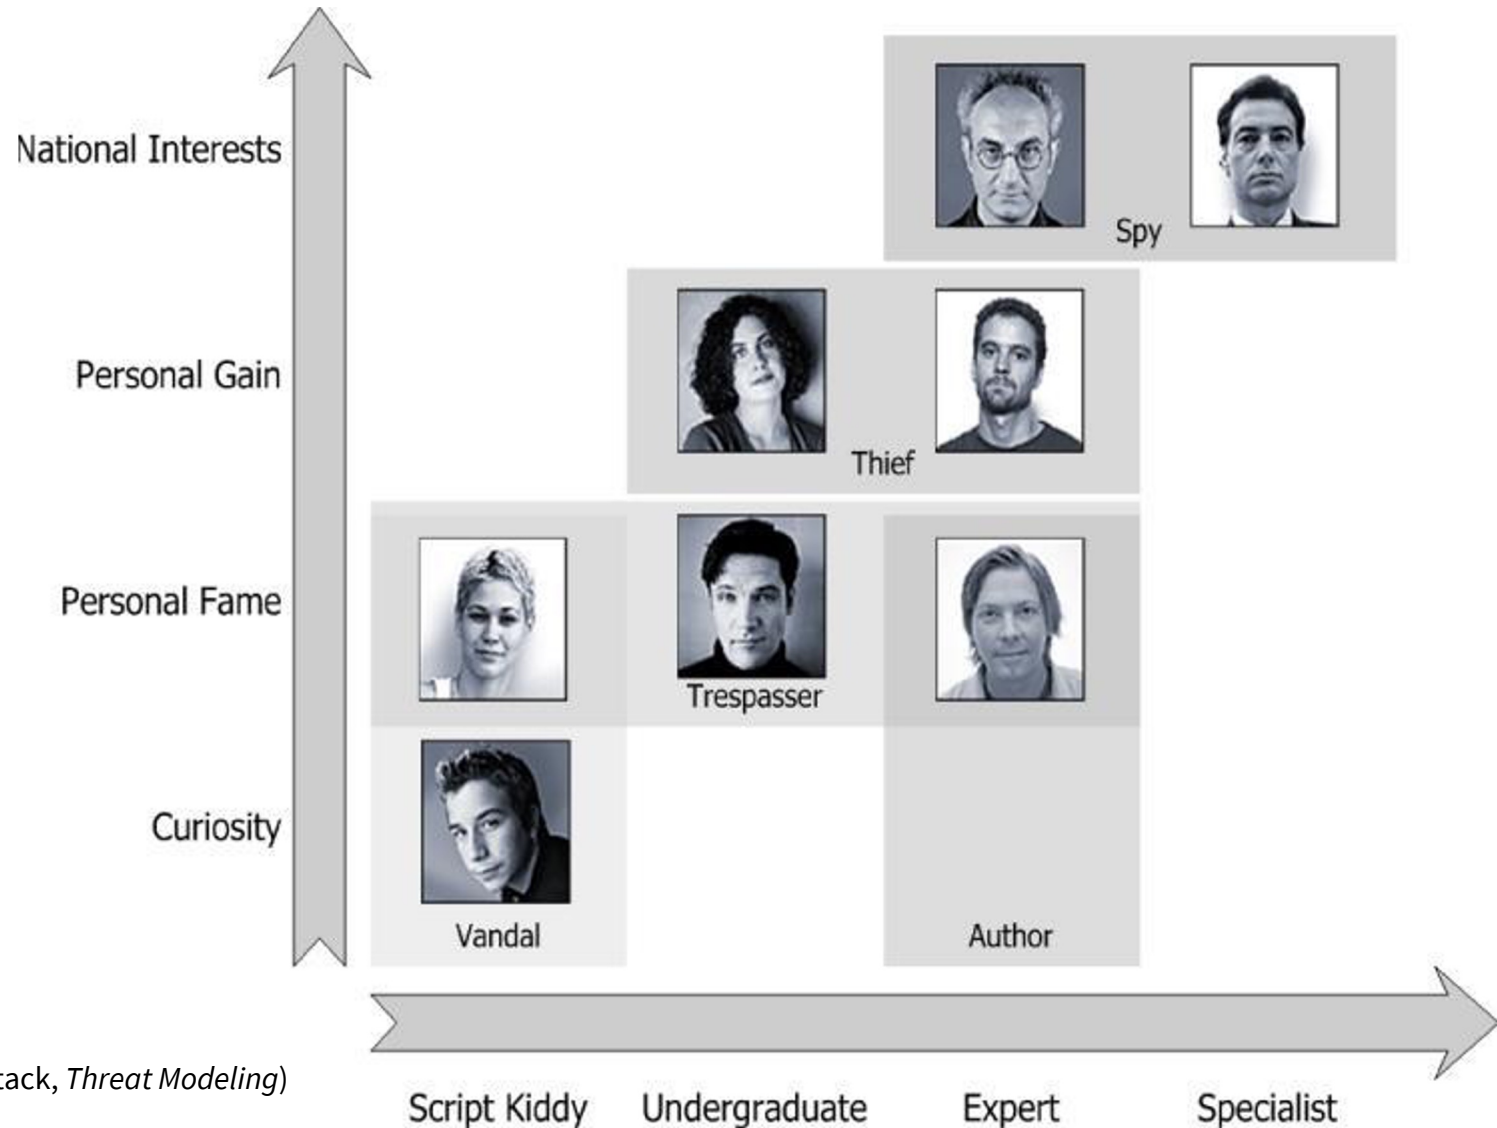 National Interests
Spy
Personal Gain
Thief
Personal Fame
Trespasser
Curiosity
Vandal
Author
tack, Threat Modeling)
Script Kiddy
Undergraduate
Expert
Specialist